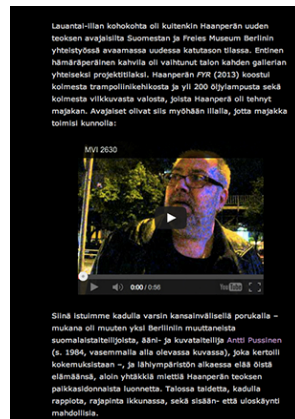 Lauantai-illan kohokohta oli kuitenkin Haanperän uuden
teoksen avajaisilta Suomestan ja Freies Museum Berlinin
yhteistyössä avaamassa uudessa katutason tilassa. Entinen
hämäräperäinen kahvila oli vaihtunut talon kahden gallerian
yhteiseksi projektitilaksi. Haanperän FYR (2013) koostui
kolmesta trampoliinikehikosta ja yli 200 öljylampusta sekä
kolmesta vilkkuvasta valosta, joista Haanperä oli tehnyt
majakan. Avajaiset olivat siis myöhään illalla, jotta majakka
toimisi kunnolla:
MVI 2630
0:00 / 0:56
YouTube
Siinä istuimme kadulla varsin kansainvälisellä porukalla –
mukana oli muuten yksi Berliiniin muuttaneista
suomalaistaiteilijoista, ääni- ja kuvataiteilija Antti Pussinen
(s. 1984, vasemmalla alla olevassa kuvassa), joka kertoili
kokemuksistaan –, ja lähiympäristön alkaessa elää öistä
elämäänsä, aloin yhtäkkiä miettiä Haanperän teoksen
paikkasidonnaista luonnetta. Talossa taidetta, kadulla
rappiota, rajapinta ikkunassa, sekä sisään- että uloskäynti
mahdollisia.